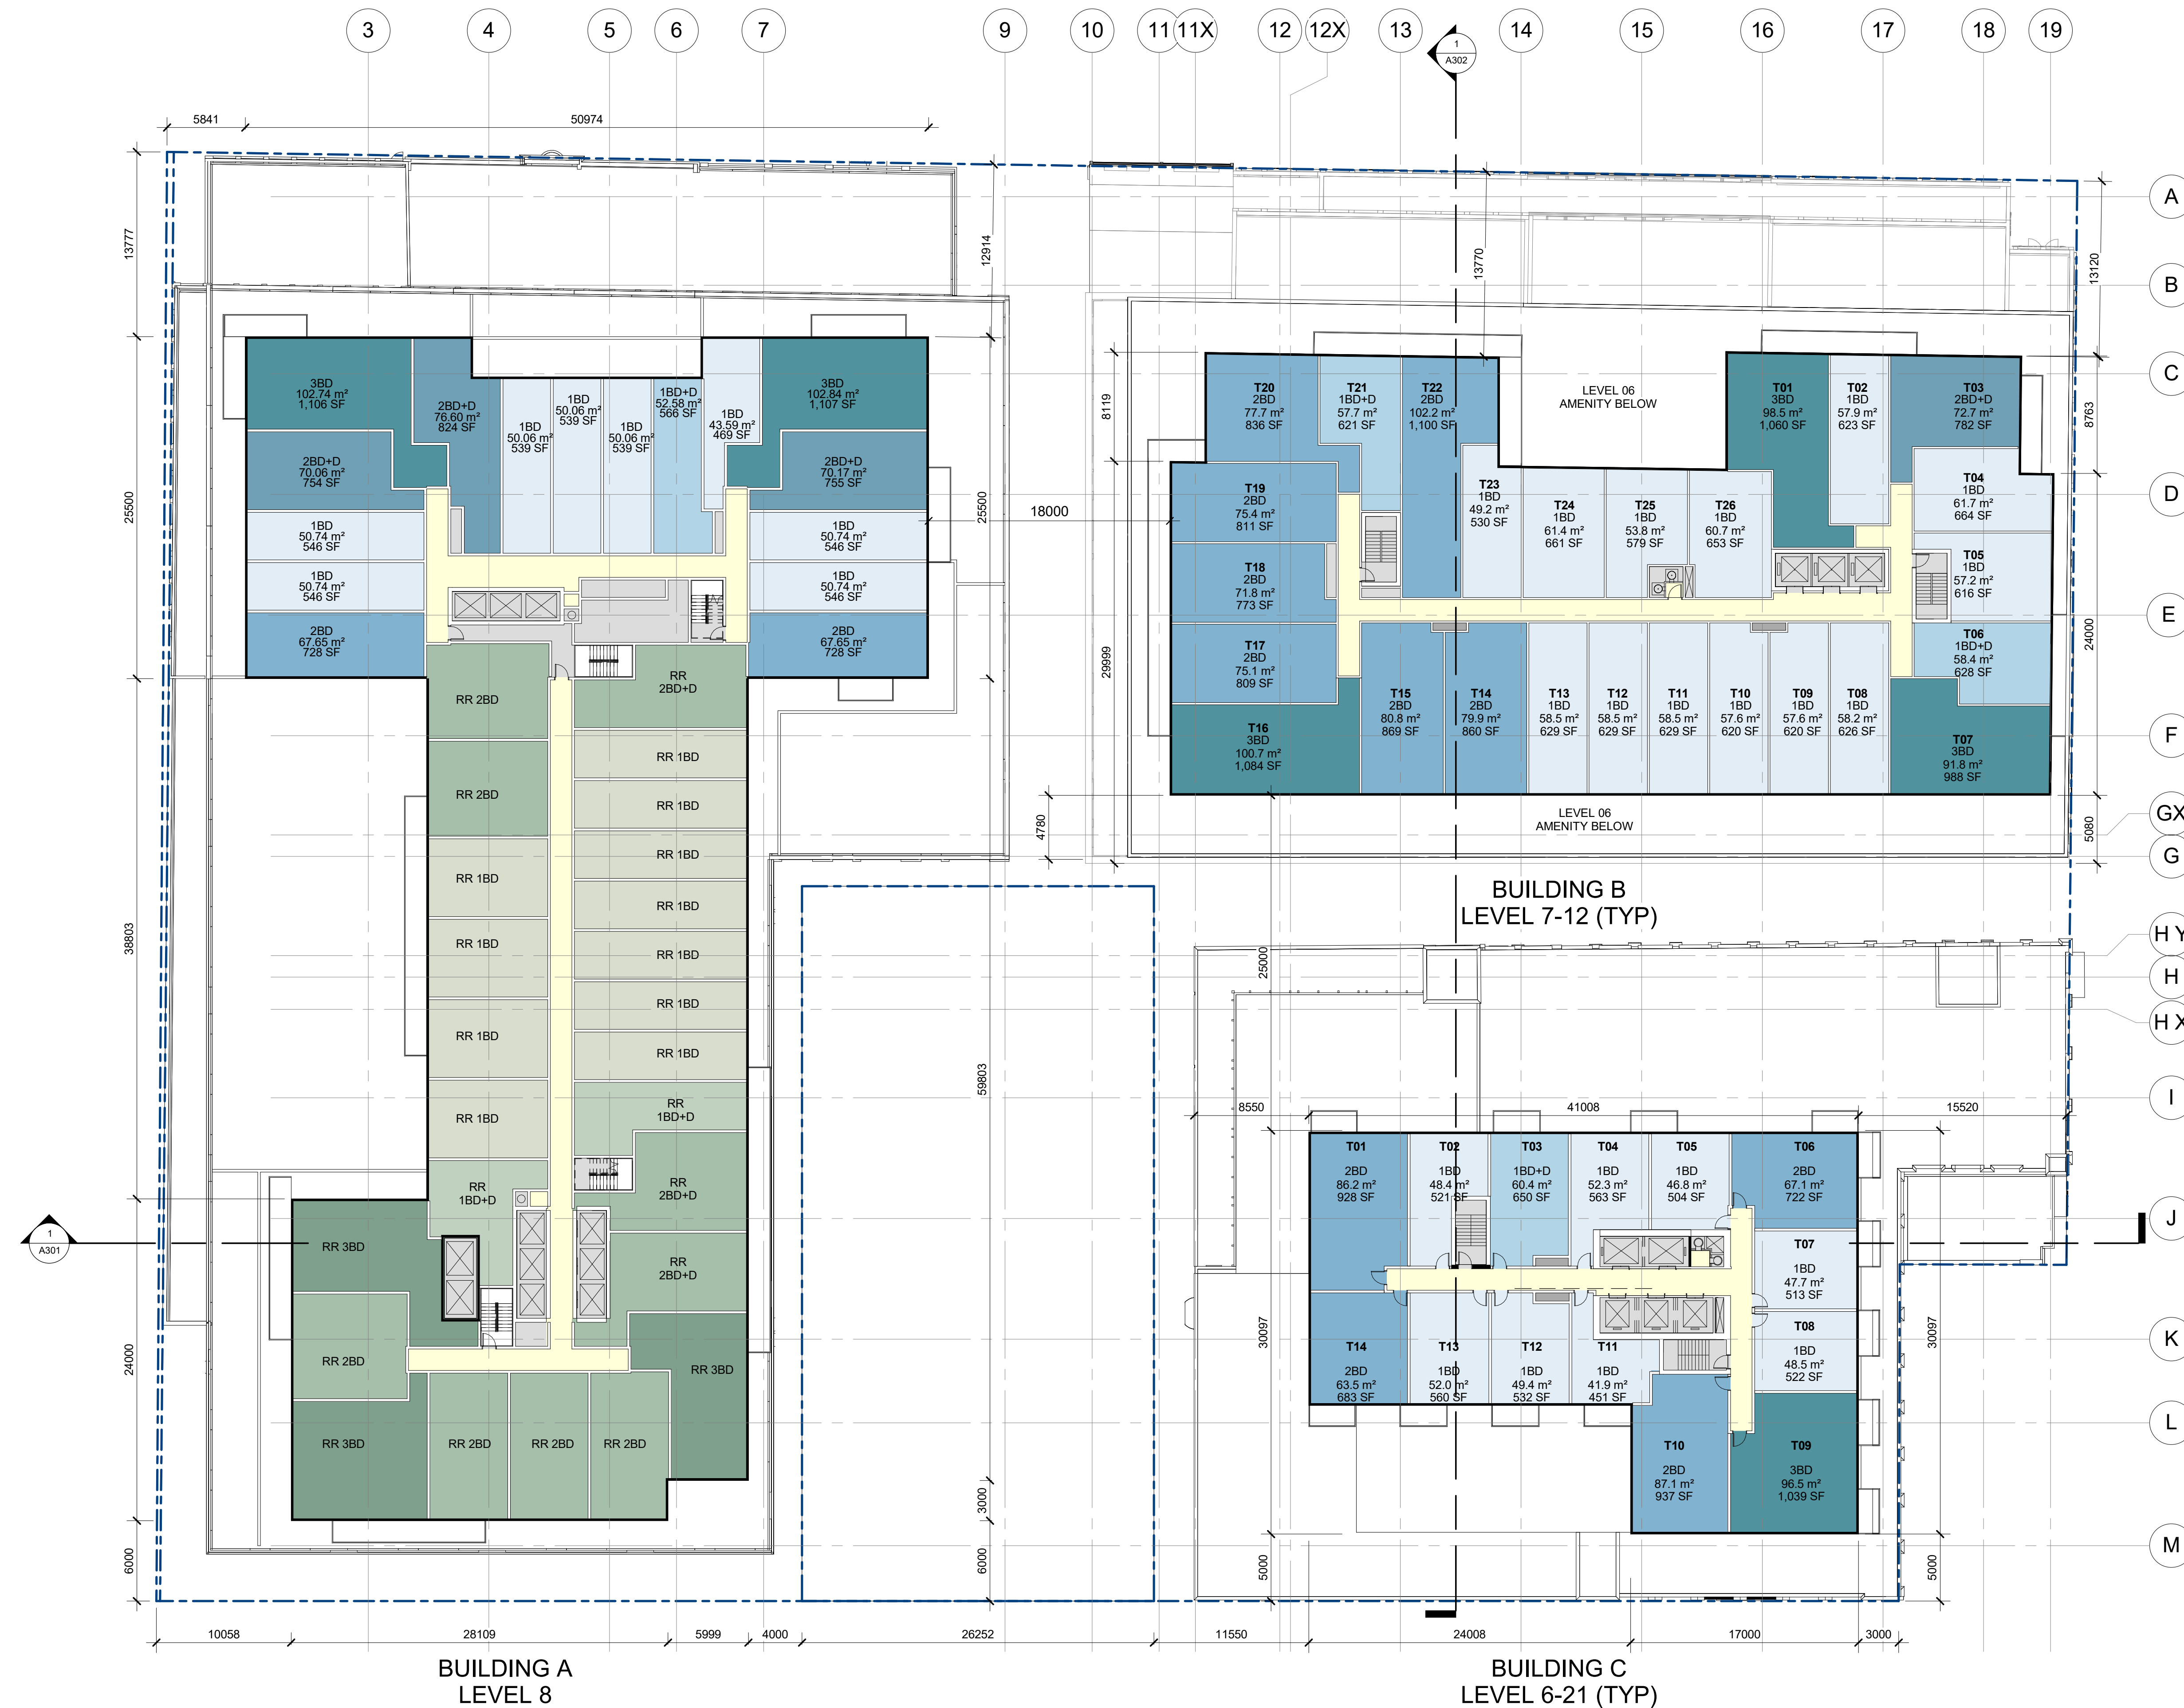 3
4
5
6
7
9
10
11
11X
12
12X
13
14
15
16
17
18
19
1
A302
5841
50974
A
B
C
D
E
F
GX
G
H Y
H
H X
I
J
K
L
M
13777
25500
38803
24000
6000
12914
25500
59803
3000
6000
18000
3BD
102.74 m²
1,106 SF
2BD+D
76.60 m²
824 SF
1BD
50.06 m²
539 SF
1BD
50.06 m²
539 SF
1BD
50.06 m²
539 SF
1BD+D
52.58 m²
566 SF
1BD
43.59 m²
469 SF
3BD
102.84 m²
1,107 SF
2BD+D
70.06 m²
754 SF
2BD+D
70.17 m²
755 SF
1BD
50.74 m²
546 SF
1BD
50.74 m²
546 SF
1BD
50.74 m²
546 SF
1BD
50.74 m²
546 SF
2BD
67.65 m²
728 SF
2BD
67.65 m²
728 SF
RR 2BD
RR
2BD+D
RR 1BD
RR 2BD
RR 1BD
RR 1BD
RR 1BD
RR 1BD
RR 1BD
RR 1BD
RR 1BD
RR 1BD
RR 1BD
RR 1BD
RR
1BD+D
RR
1BD+D
RR
2BD+D
RR 3BD
RR
2BD+D
RR 2BD
RR 3BD
RR 3BD
RR 2BD
RR 2BD
RR 2BD
1
A301
10058
28109
5999
4000
26252
11550
24008
17000
3000
BUILDING A
LEVEL 8
13770
13120
8119
8763
29999
24000
4780
5080
T20
2BD
77.7 m²
836 SF
T21
1BD+D
57.7 m²
621 SF
T22
2BD
102.2 m²
1,100 SF
LEVEL 06
AMENITY BELOW
T01
3BD
98.5 m²
1,060 SF
T02
1BD
57.9 m²
623 SF
T03
2BD+D
72.7 m²
782 SF
T19
2BD
75.4 m²
811 SF
T23
1BD
49.2 m²
530 SF
T24
1BD
61.4 m²
661 SF
T25
1BD
53.8 m²
579 SF
T26
1BD
60.7 m²
653 SF
T04
1BD
61.7 m²
664 SF
T18
2BD
71.8 m²
773 SF
T05
1BD
57.2 m²
616 SF
T17
2BD
75.1 m²
809 SF
T06
1BD+D
58.4 m²
628 SF
T16
3BD
100.7 m²
1,084 SF
T15
2BD
80.8 m²
869 SF
T14
2BD
79.9 m²
860 SF
T13
1BD
58.5 m²
629 SF
T12
1BD
58.5 m²
629 SF
T11
1BD
58.5 m²
629 SF
T10
1BD
57.6 m²
620 SF
T09
1BD
57.6 m²
620 SF
T08
1BD
58.2 m²
626 SF
T07
3BD
91.8 m²
988 SF
LEVEL 06
AMENITY BELOW
BUILDING B
LEVEL 7-12 (TYP)
25000
8550
41008
15520
30097
30097
5000
5000
T01
2BD
86.2 m²
928 SF
T02
1BD
48.4 m²
521 SF
T03
1BD+D
60.4 m²
650 SF
T04
1BD
52.3 m²
563 SF
T05
1BD
46.8 m²
504 SF
T06
2BD
67.1 m²
722 SF
T07
1BD
47.7 m²
513 SF
T08
1BD
48.5 m²
522 SF
T14
2BD
63.5 m²
683 SF
T13
1BD
52.0 m²
560 SF
T12
1BD
49.4 m²
532 SF
T11
1BD
41.9 m²
451 SF
T10
2BD
87.1 m²
937 SF
T09
3BD
96.5 m²
1,039 SF
BUILDING C
LEVEL 6-21 (TYP)